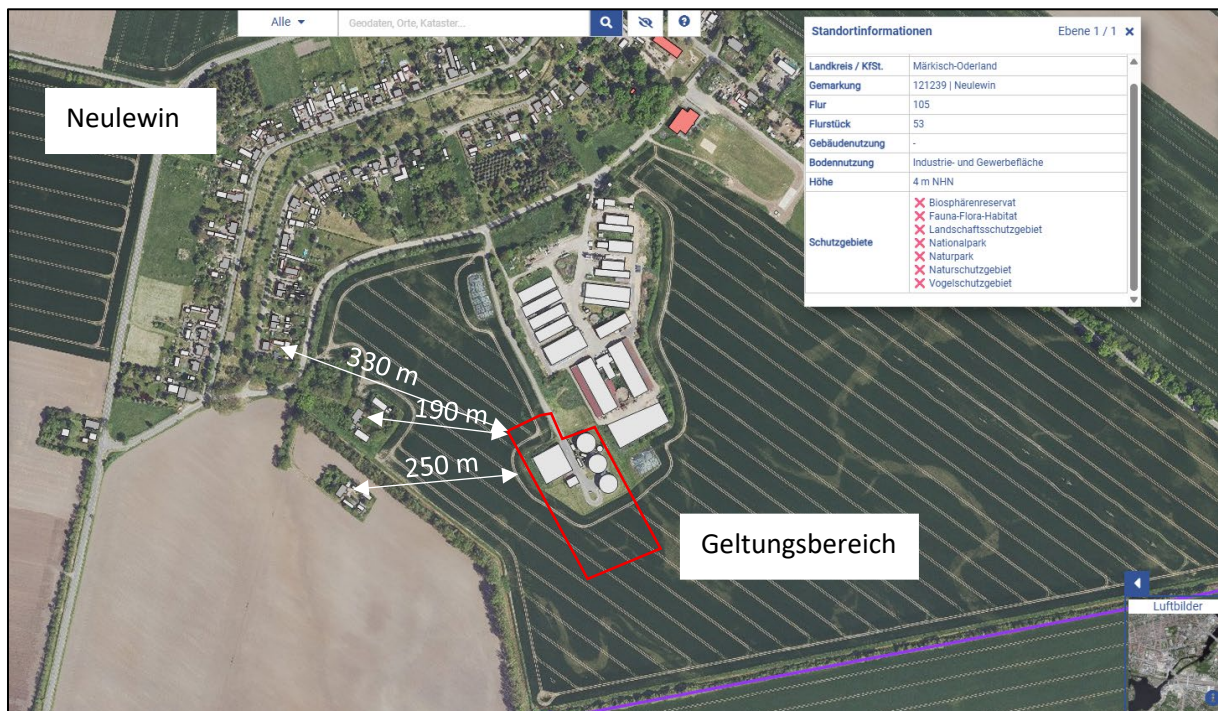 Alle
Geodaten, Orte, Kataster...
?
Standortinformationen Ebene 1 / 1 ×
Landkreis / KfSt. Märkisch-Oderland
Gemarkung 121239 | Neulewin
Flur 105
Flurstück 53
Gebäudenutzung -
Bodennutzung Industrie- und Gewerbefläche
Höhe 4 m NHN
Schutzgebiete
Biosphärenreservat
Fauna-Flora-Habitat
Landschaftsschutzgebiet
Nationalpark
Naturpark
Naturschutzgebiet
Vogelschutzgebiet
Neulewin
330 m
190 m
250 m
Geltungsbereich
Luftbilder